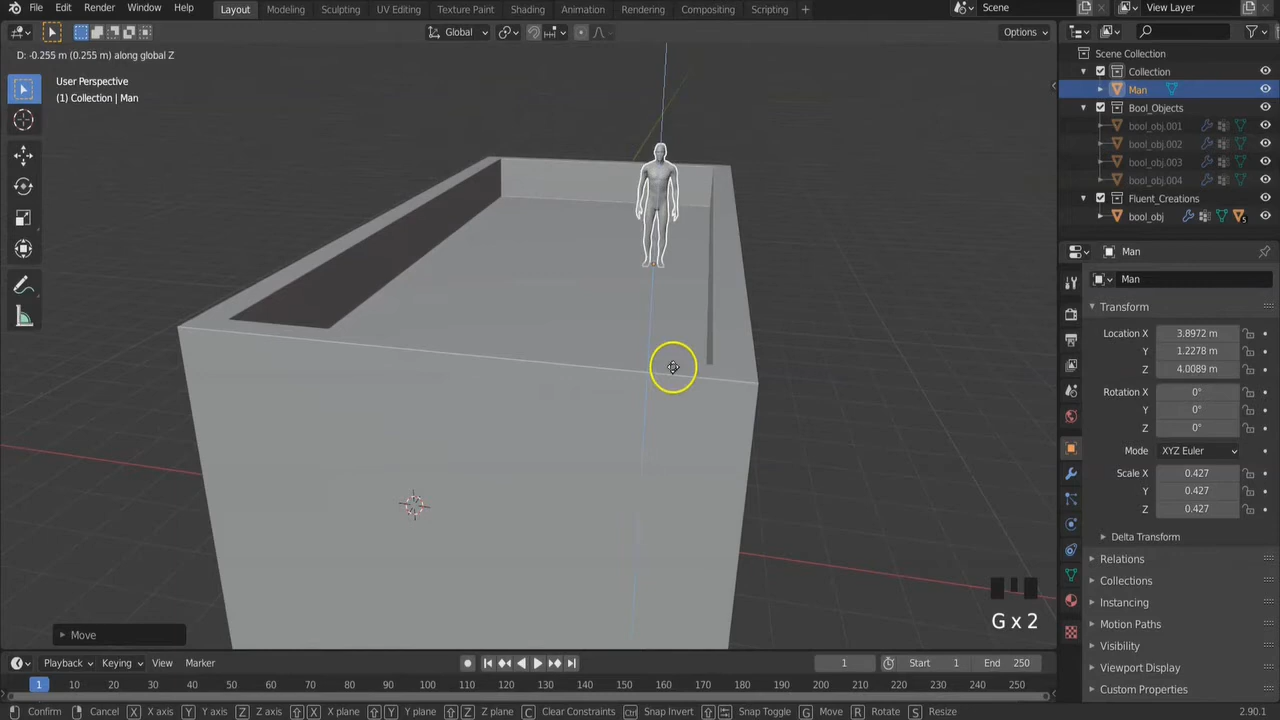 File Edit Render Window Help Layout Modeling Sculpting UV Editing Texture Paint Shading Animation Rendering Compositing Scripting + Scene View Layer
Global Options
D: -0.255 m (0.255 m) along global Z
User Perspective
(1) Collection | Man
Scene Collection
Collection
Man
Bool_Objects
bool_obj.001
bool_obj.002
bool_obj.003
bool_obj.004
Fluent_Creations
bool_obj
Man
Man
Transform
Location X 3.8972 m
Y 1.2278 m
Z 4.0089 m
Rotation X 0°
Y 0°
Z 0°
Mode XYZ Euler
Scale X 0.427
Y 0.427
Z 0.427
Delta Transform
Relations
Collections
Instancing
Motion Paths
Visibility
Viewport Display
Custom Properties
G x 2
Move
Playback Keying View Marker 1 Start 1 End 250
1 10 20 30 40 50 60 70 80 90 100 110 120 130 140 150 160 170 180 190 200 210 220 230 240 250
Confirm Cancel X X axis Y Y axis Z Z axis X X plane Y Y plane Z Z plane C Clear Constraints Ctrl Snap Invert Snap Toggle G Move R Rotate S Resize 2.90.1